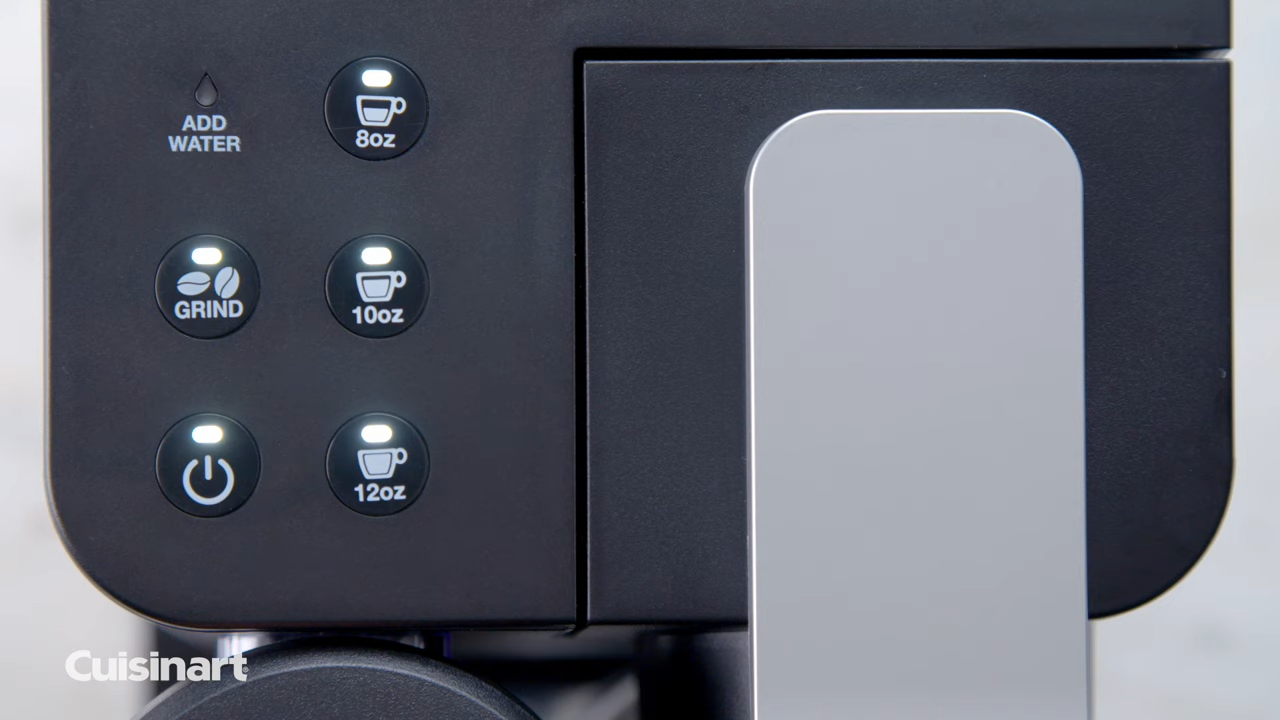 ADD
WATER
8oz
GRIND
10oz
12oz
Cuisinart